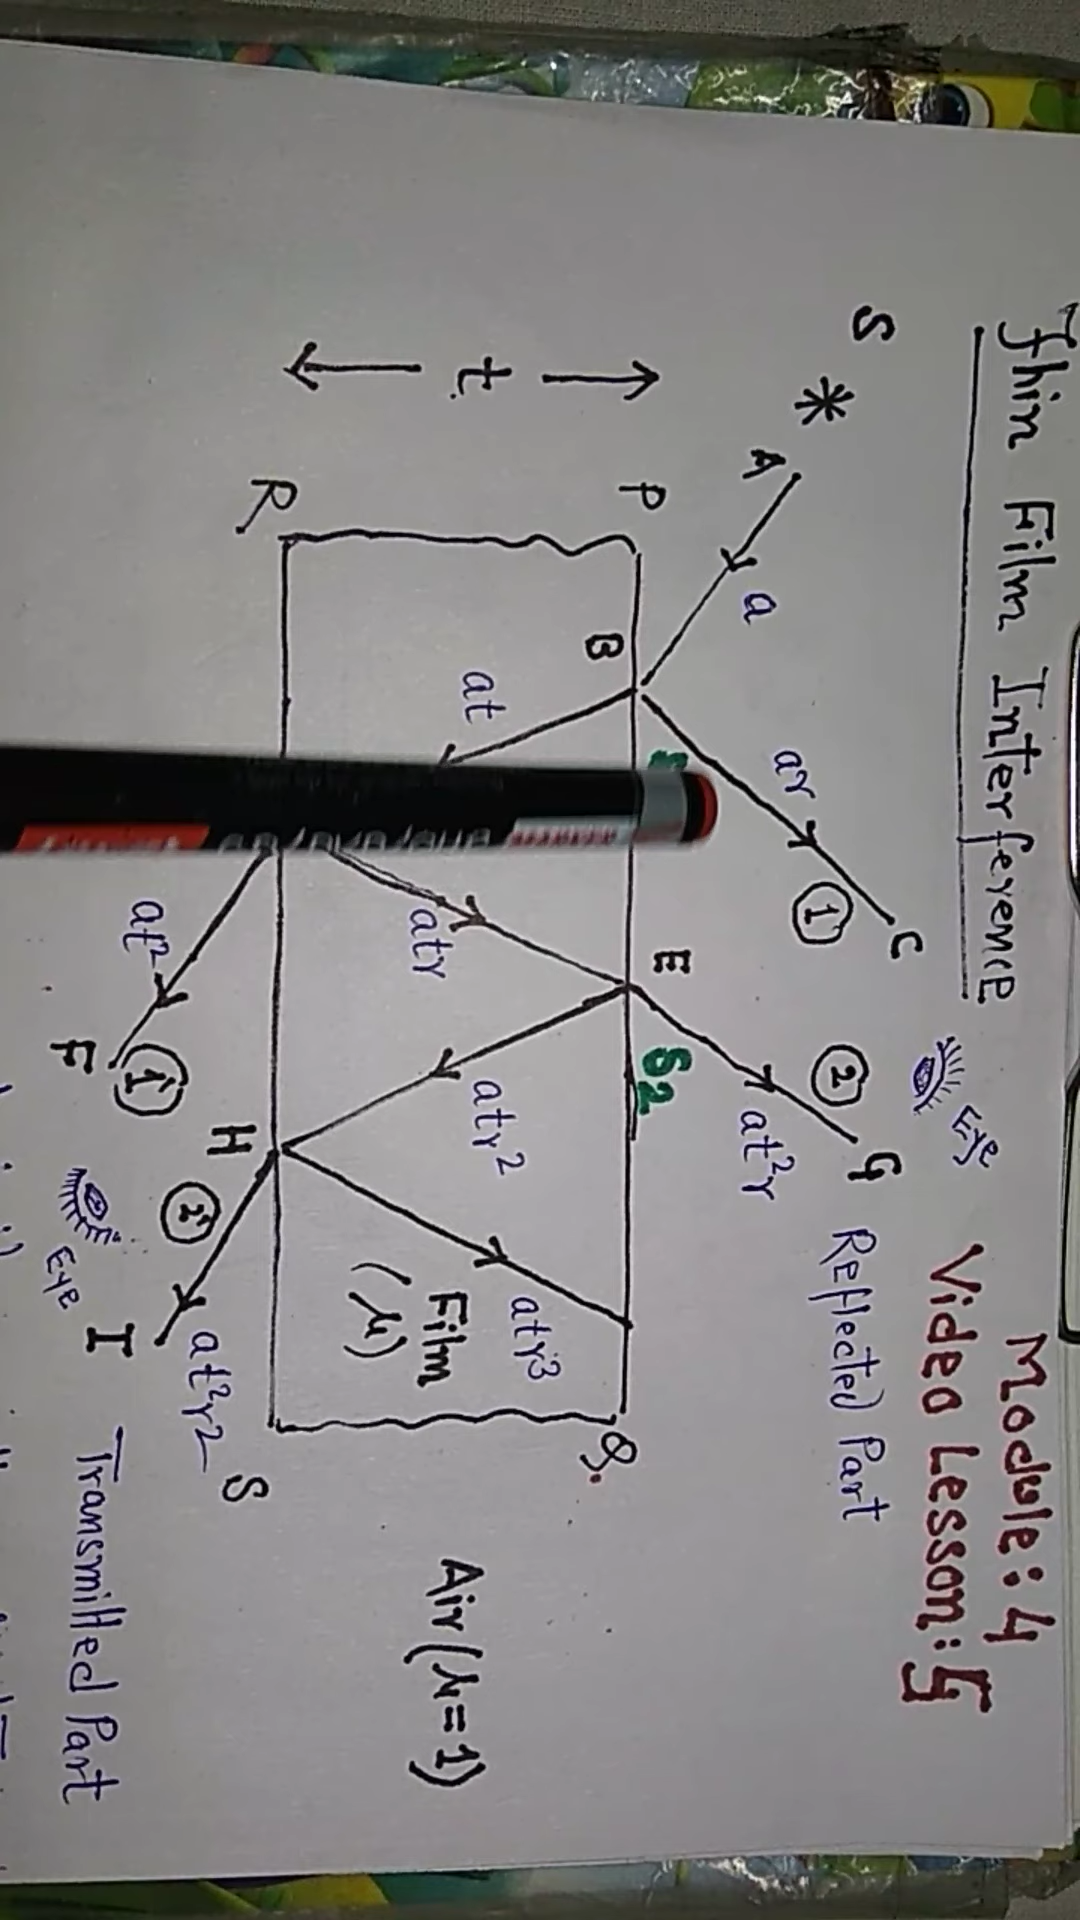 Thin Film Interference
Module: 4
Video Lesson: 5
S
A
a
ar
1
C
Eye
2
G
Reflected Part
at²r
t
P
B
E
δ2
Q
at
atr
atr²
atr³
Film
(μ)
Air (μ=1)
R
H
S
at²
F
1'
2'
at²r²
Eye
I
Transmitted Part